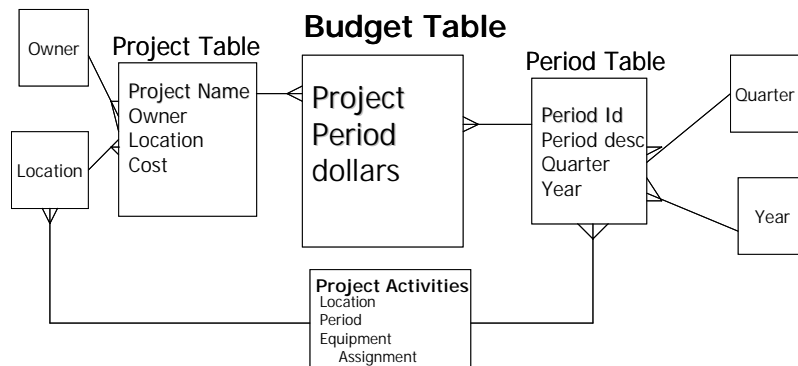 Budget Table
Owner
Project Table
Project Name
Owner
Location
Cost
Location
Project
Period
dollars
Period Table
Period Id
Period desc
Quarter
Year
Quarter
Year
Project Activities
Location
Period
Equipment
Assignment